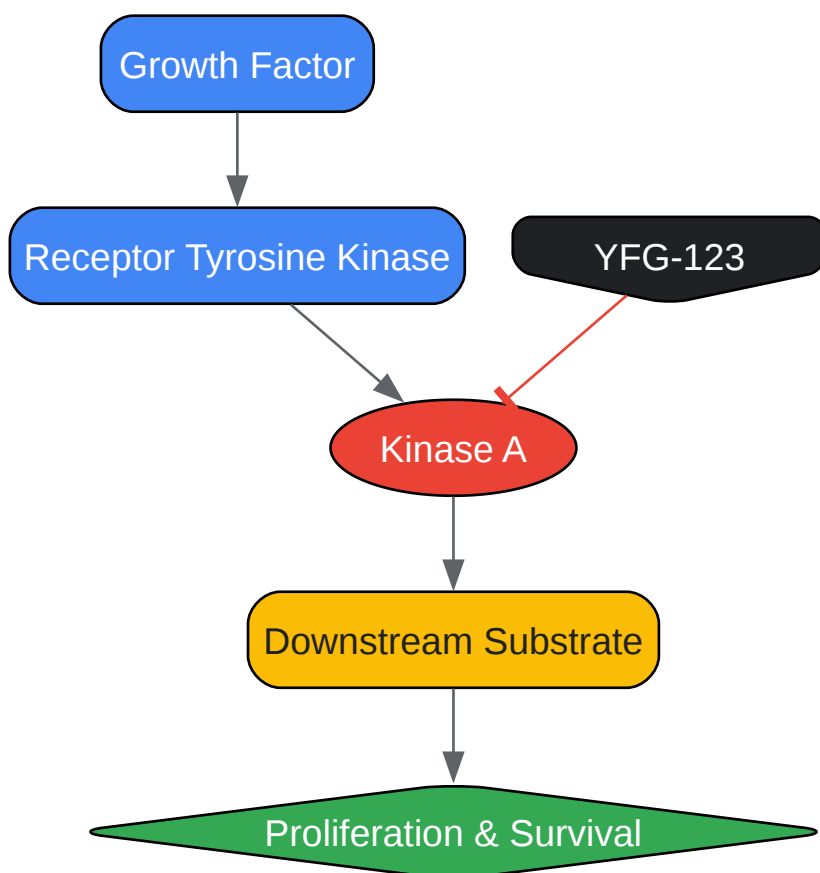 Growth Factor
Receptor Tyrosine Kinase
YFG-123
Kinase A
Downstream Substrate
Proliferation & Survival